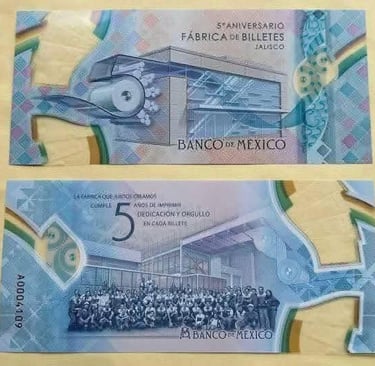 5º ANIVERSARIO
FÁBRICA DE BILLETES
JALISCO
BANCO DE MÉXICO
LA FÁBRICA QUE JUNTOS CREAMOS
CUMPLE 5 AÑOS DE IMPRIMIR
DEDICACIÓN Y ORGULLO
EN CADA BILLETE
A0004109
BANCO DE MÉXICO